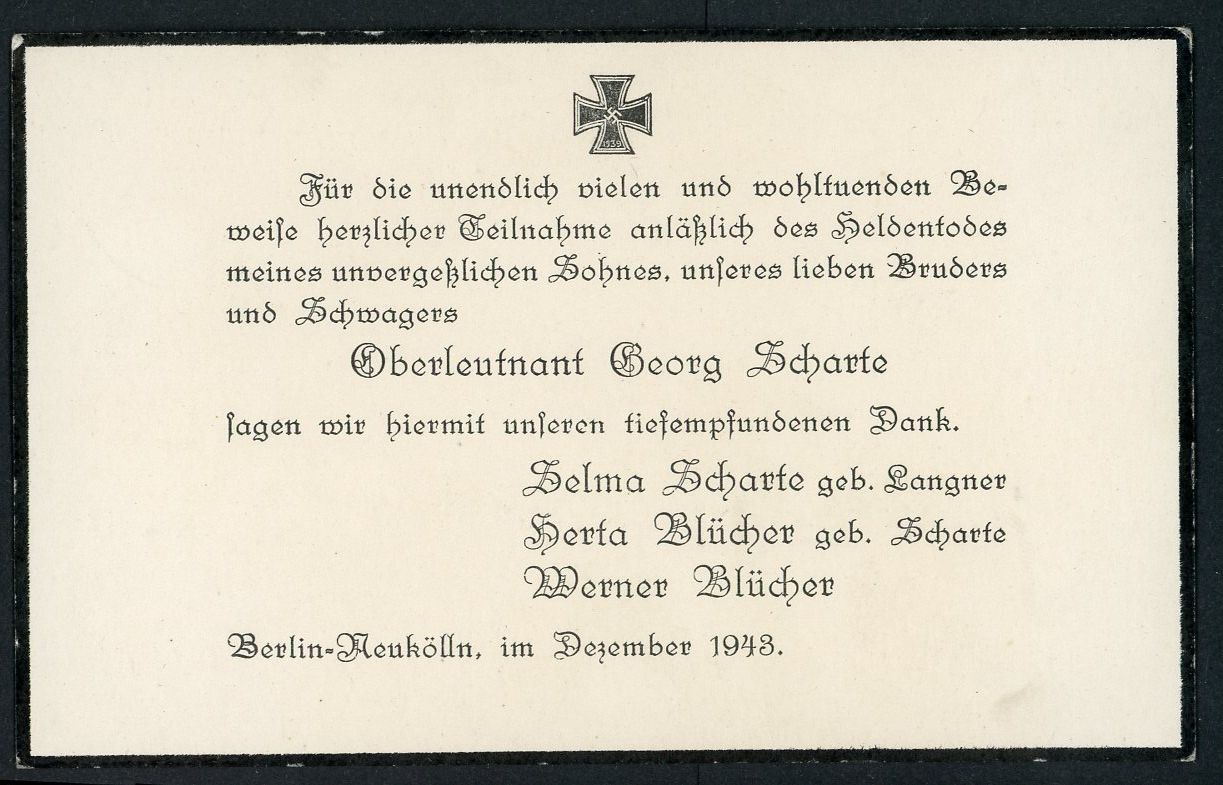 1939
Für die unendlich vielen und wohltuenden Be-
weise herzlicher Teilnahme anläßlich des Heldentodes
meines unvergeßlichen Sohnes, unseres lieben Bruders
und Schwagers
Oberleutnant Georg Scharte
sagen wir hiermit unseren tiefempfundenen Dank.
Selma Scharte geb. Langner
Herta Blücher geb. Scharte
Werner Blücher
Berlin-Neukölln, im Dezember 1943.